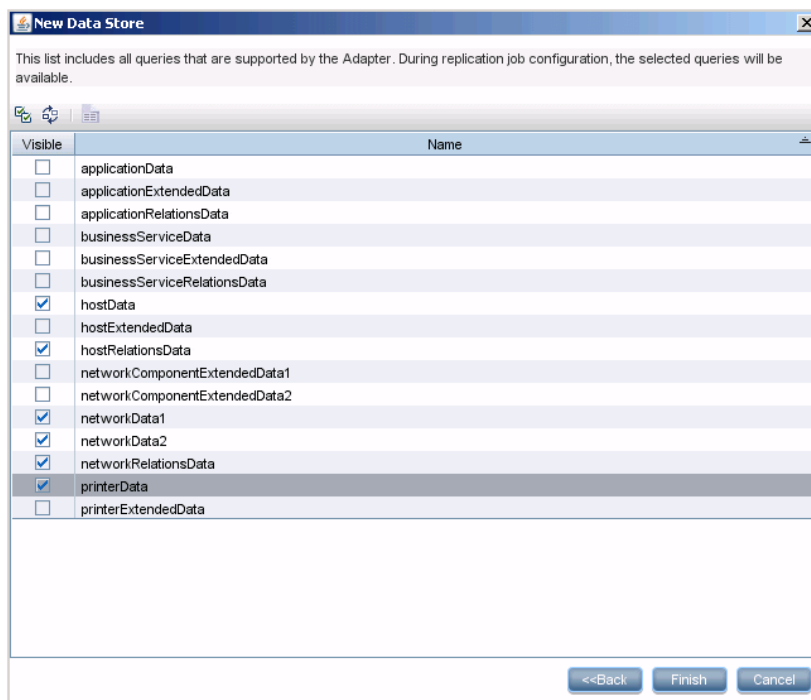 New Data Store
This list includes all queries that are supported by the Adapter. During replication job configuration, the selected queries will be
available.
Visible Name
applicationData
applicationExtendedData
applicationRelationsData
businessServiceData
businessServiceExtendedData
businessServiceRelationsData
hostData
hostExtendedData
hostRelationsData
networkComponentExtendedData1
networkComponentExtendedData2
networkData1
networkData2
networkRelationsData
printerData
printerExtendedData
<<Back Finish Cancel